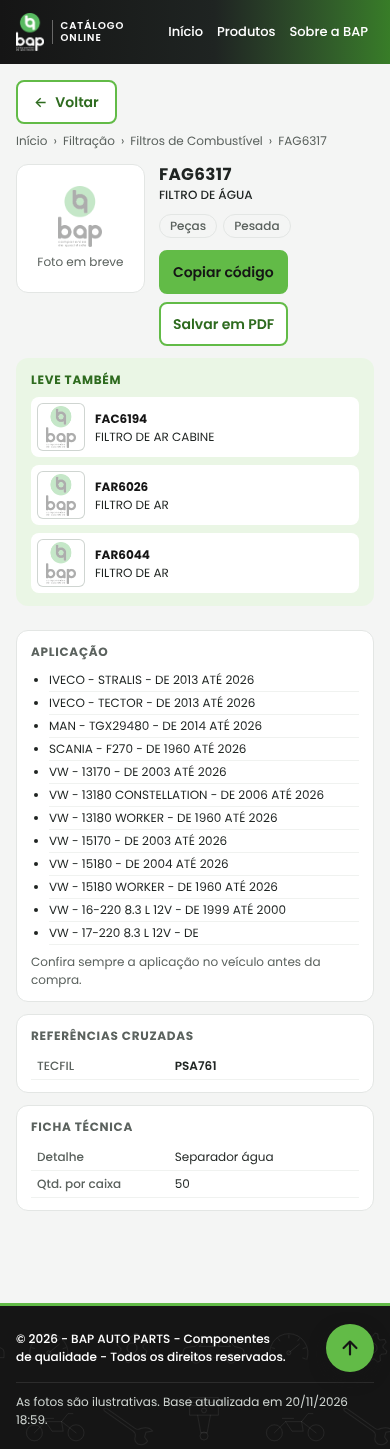 bap
CATÁLOGO
ONLINE
Início Produtos Sobre a BAP
← Voltar
Início › Filtração › Filtros de Combustível › FAG6317
bap
Foto em breve
FAG6317
FILTRO DE ÁGUA
Peças Pesada
Copiar código
Salvar em PDF
LEVE TAMBÉM
bap
FAC6194
FILTRO DE AR CABINE
bap
FAR6026
FILTRO DE AR
bap
FAR6044
FILTRO DE AR
APLICAÇÃO
• IVECO - STRALIS - DE 2013 ATÉ 2026
• IVECO - TECTOR - DE 2013 ATÉ 2026
• MAN - TGX29480 - DE 2014 ATÉ 2026
• SCANIA - F270 - DE 1960 ATÉ 2026
• VW - 13170 - DE 2003 ATÉ 2026
• VW - 13180 CONSTELLATION - DE 2006 ATÉ 2026
• VW - 13180 WORKER - DE 1960 ATÉ 2026
• VW - 15170 - DE 2003 ATÉ 2026
• VW - 15180 - DE 2004 ATÉ 2026
• VW - 15180 WORKER - DE 1960 ATÉ 2026
• VW - 16-220 8.3 L 12V - DE 1999 ATÉ 2000
• VW - 17-220 8.3 L 12V - DE
Confira sempre a aplicação no veículo antes da
compra.
REFERÊNCIAS CRUZADAS
TECFIL PSA761
FICHA TÉCNICA
Detalhe Separador água
Qtd. por caixa 50
© 2026 - BAP AUTO PARTS - Componentes
de qualidade - Todos os direitos reservados.
As fotos são ilustrativas. Base atualizada em 20/11/2026
18:59.